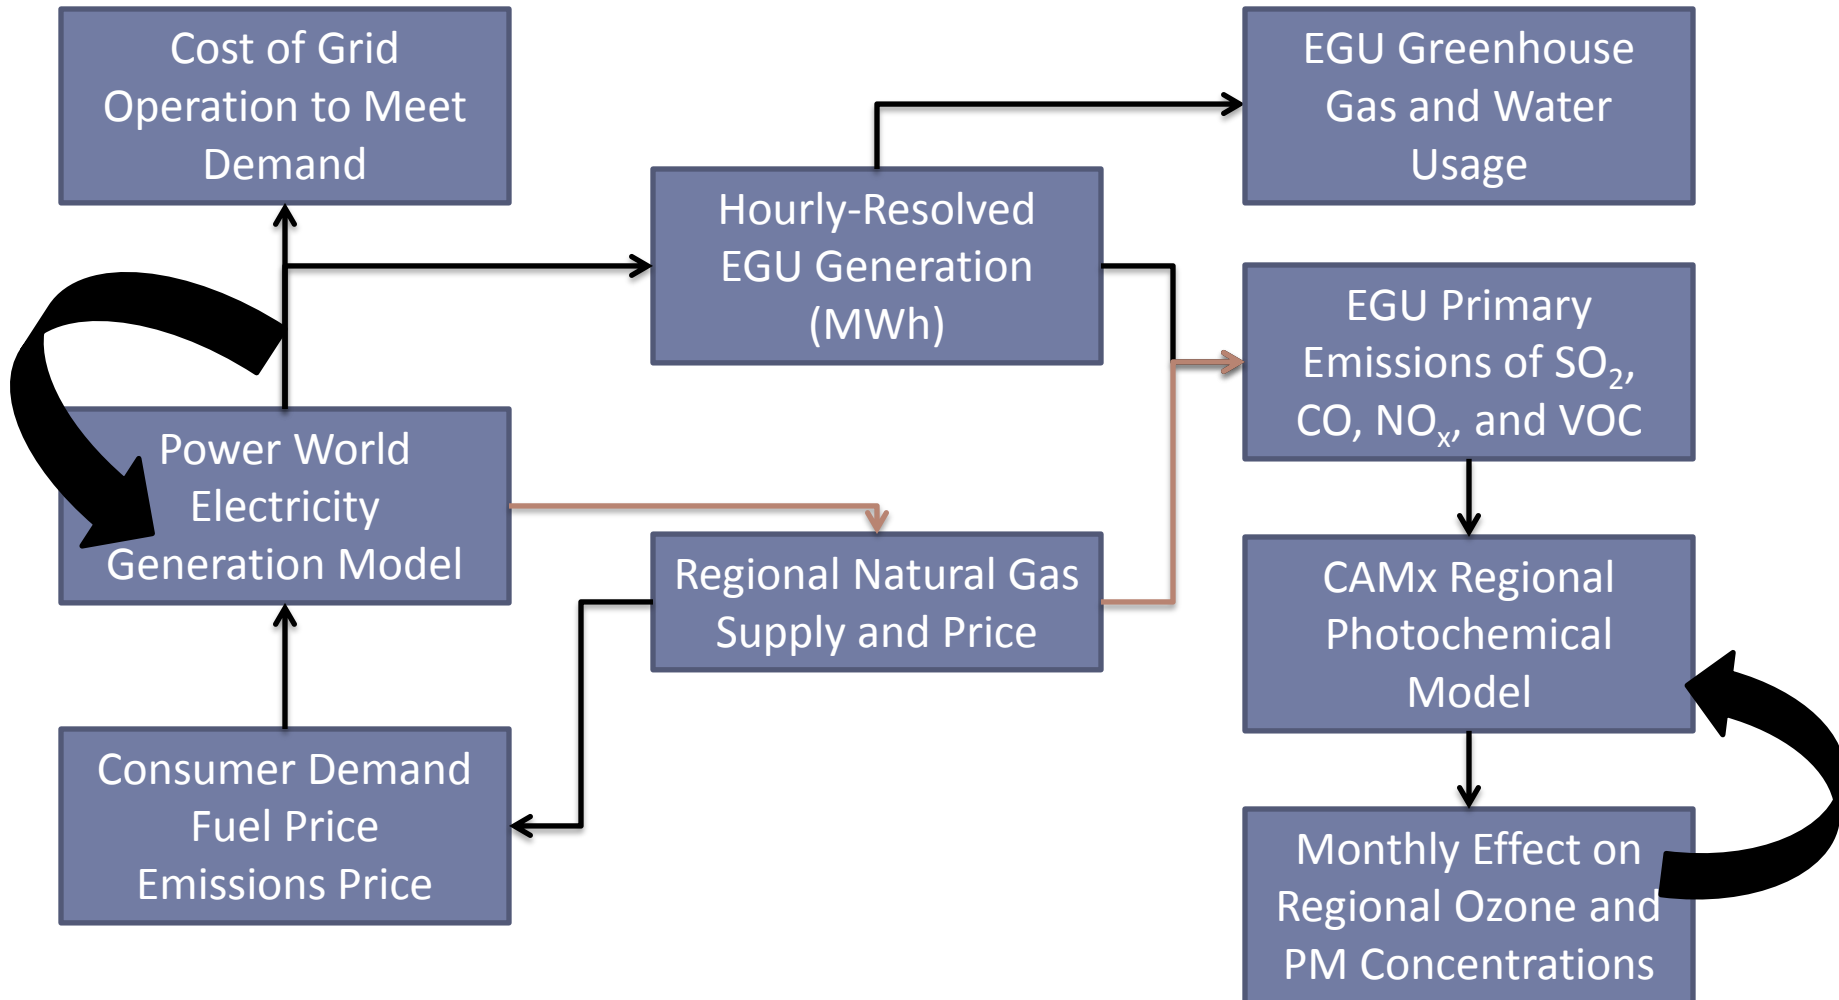 Cost of Grid
Operation to Meet
Demand
EGU Greenhouse
Gas and Water
Usage
Hourly-Resolved
EGU Generation
(MWh)
EGU Primary
Emissions of SO₂,
CO, NOₓ, and VOC
Power World
Electricity
Generation Model
Regional Natural Gas
Supply and Price
CAMx Regional
Photochemical
Model
Consumer Demand
Fuel Price
Emissions Price
Monthly Effect on
Regional Ozone and
PM Concentrations